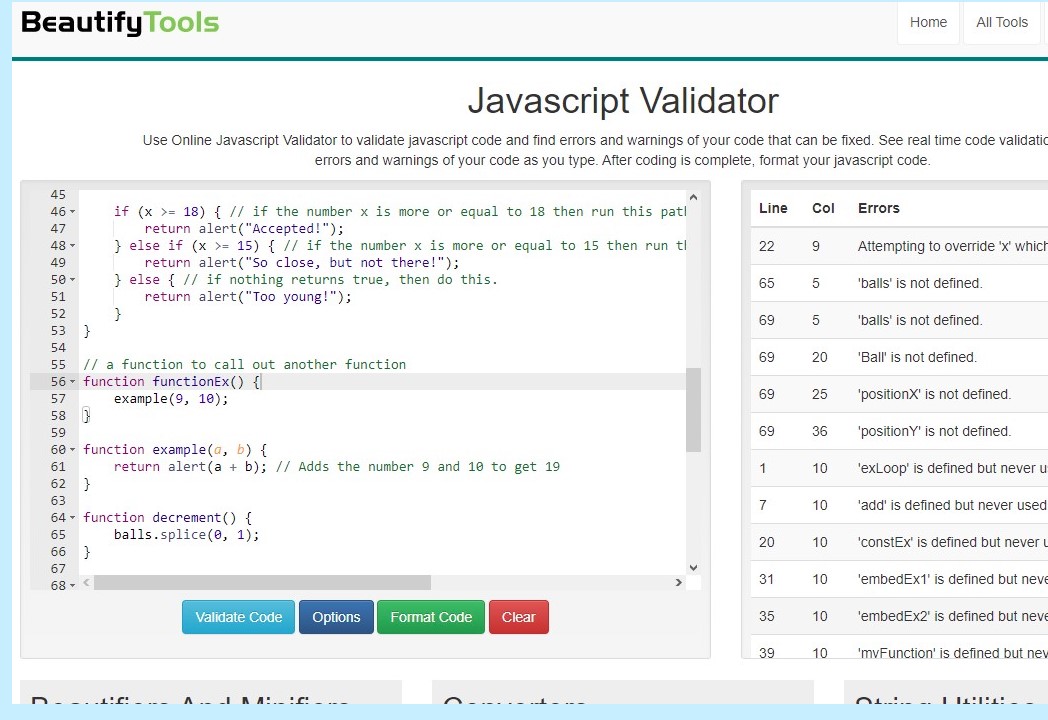 BeautifyTools
Home All Tools
Javascript Validator
Use Online Javascript Validator to validate javascript code and find errors and warnings of your code that can be fixed. See real time code
errors and warnings of your code as you type. After coding is complete, format your javascript code.
45
46 if (x >= 18) { // if the number x is more or equal to 18 then run this
47 return alert("Accepted!");
48 } else if (x >= 15) { // if the number x is more or equal to 15 then run
49 return alert("So close, but not there!");
50 } else { // if nothing returns true, then do this.
51 return alert("Too young!");
52 }
53 }
54
55 // a function to call out another function
56 function functionEx() {
57 example(9, 10);
58 }
59
60 function example(a, b) {
61 return alert(a + b); // Adds the number 9 and 10 to get 19
62 }
63
64 function decrement() {
65 balls.splice(0, 1);
66 }
67
68
Validate Code Options Format Code Clear
Line Col Errors
22 9 Attempting to override 'x' which
65 5 'balls' is not defined.
69 5 'balls' is not defined.
69 20 'Ball' is not defined.
69 25 'positionX' is not defined.
69 36 'positionY' is not defined.
1 10 'exLoop' is defined but never
7 10 'add' is defined but never used
20 10 'constEx' is defined but never
31 10 'embedEx1' is defined but
35 10 'embedEx2' is defined but
39 10 'myFunction' is defined but
Beautifiers And Minifiers Converters String Utilities